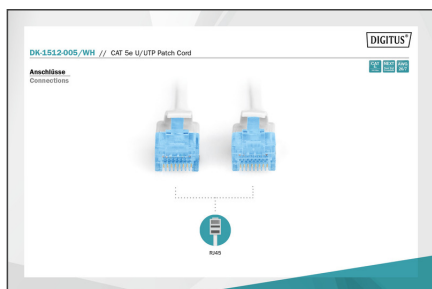 DIGITUS®
DK-1512-005/WH // CAT 5e U/UTP Patch Cord
Anschlüsse
Connections
RJ45